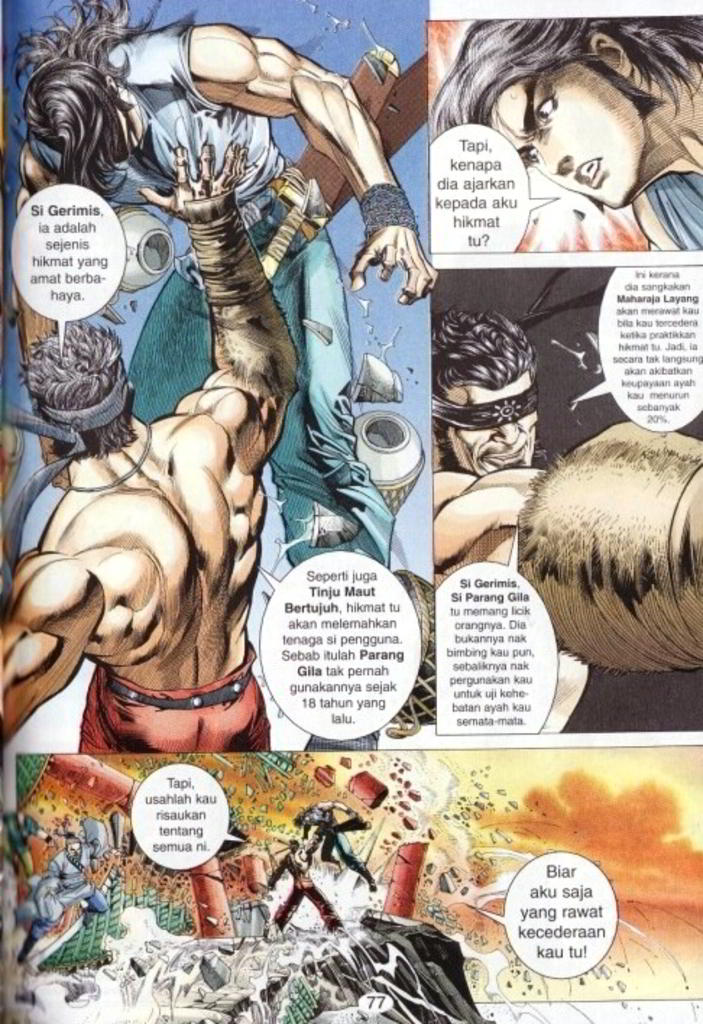 Si Gerimis,
ia adalah
sejenis
hikmat yang
amat berba-
haya.
Tapi,
kenapa
dia ajarkan
kepada aku
hikmat
tu?
Ini kerana
dia sangkakan
Maharaja Layang
akan merawat kau
bila kau tercedera
ketika praktikkan
hikmat tu. Jadi, ia
secara tak langsung
akan akibatkan
keupayaan ayah
kau menurun
sebanyak
20%.
Seperti juga
Tinju Maut
Bertujuh, hikmat tu
akan melemahkan
tenaga si pengguna.
Sebab itulah Parang
Gila tak pernah
gunakannya sejak
18 tahun yang
lalu.
Si Gerimis,
Si Parang Gila
tu memang licik
orangnya. Dia
bukannya nak
bimbing kau pun,
sebaliknya nak
pergunakan kau
untuk uji kehe-
batan ayah kau
semata-mata.
Tapi,
usahlah kau
risaukan
tentang
semua ni.
Biar
aku saja
yang rawat
kecederaan
kau tu!
77